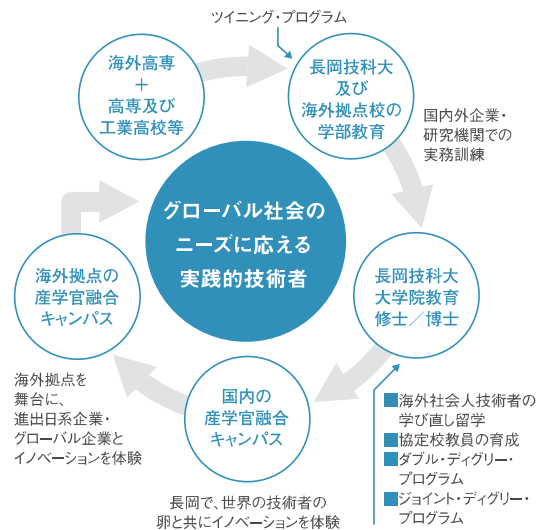 ツイニング・プログラム
海外高専
＋
高専及び
工業高校等
長岡技科大
及び
海外拠点校の
学部教育
国内外企業・
研究機関での
実務訓練
グローバル社会の
ニーズに応える
実践的技術者
海外拠点の
産学官融合
キャンパス
長岡技科大
大学院教育
修士／博士
海外拠点を
舞台に、
進出日系企業・
グローバル企業と
イノベーションを体験
国内の
産学官融合
キャンパス
■海外社会人技術者の
学び直し留学
■協定校教員の育成
■ダブル・ディグリー・
プログラム
■ジョイント・ディグリー・
プログラム
長岡で、世界の技術者の
卵と共にイノベーションを体験